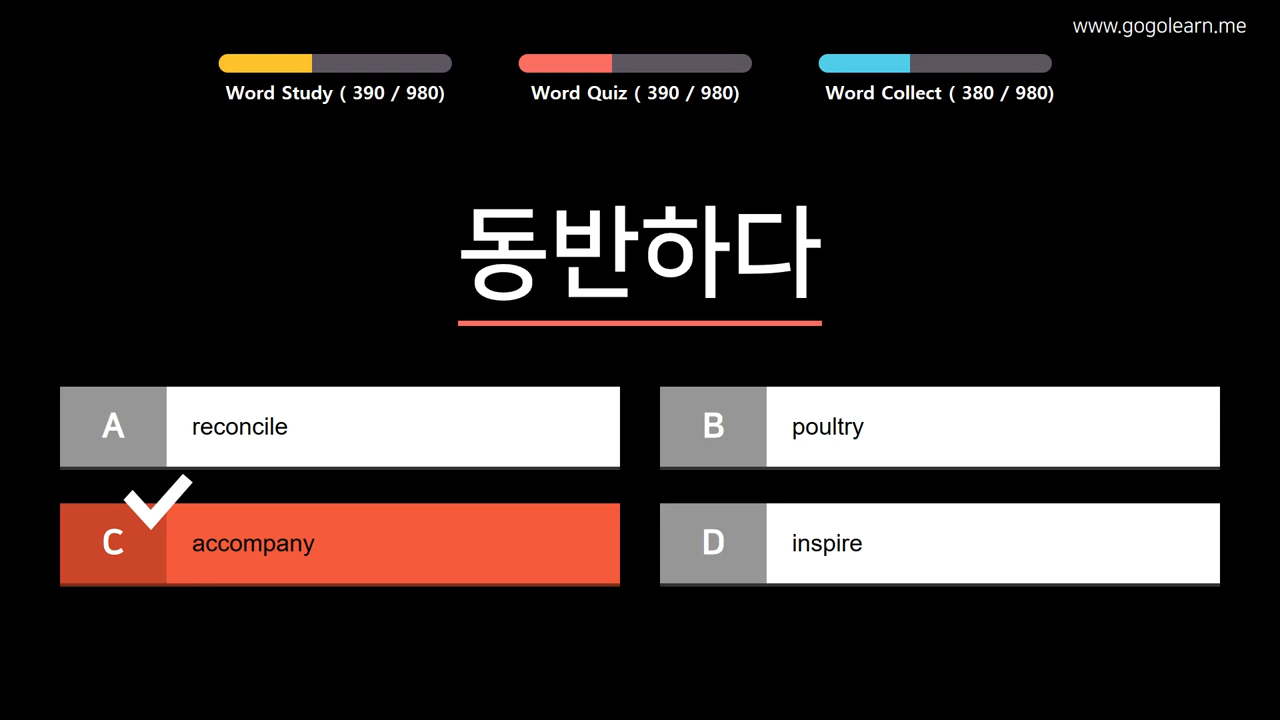 www.gogolearn.me
Word Study ( 390 / 980)
Word Quiz ( 390 / 980)
Word Collect ( 380 / 980)
동반하다
A reconcile
B poultry
C accompany
D inspire